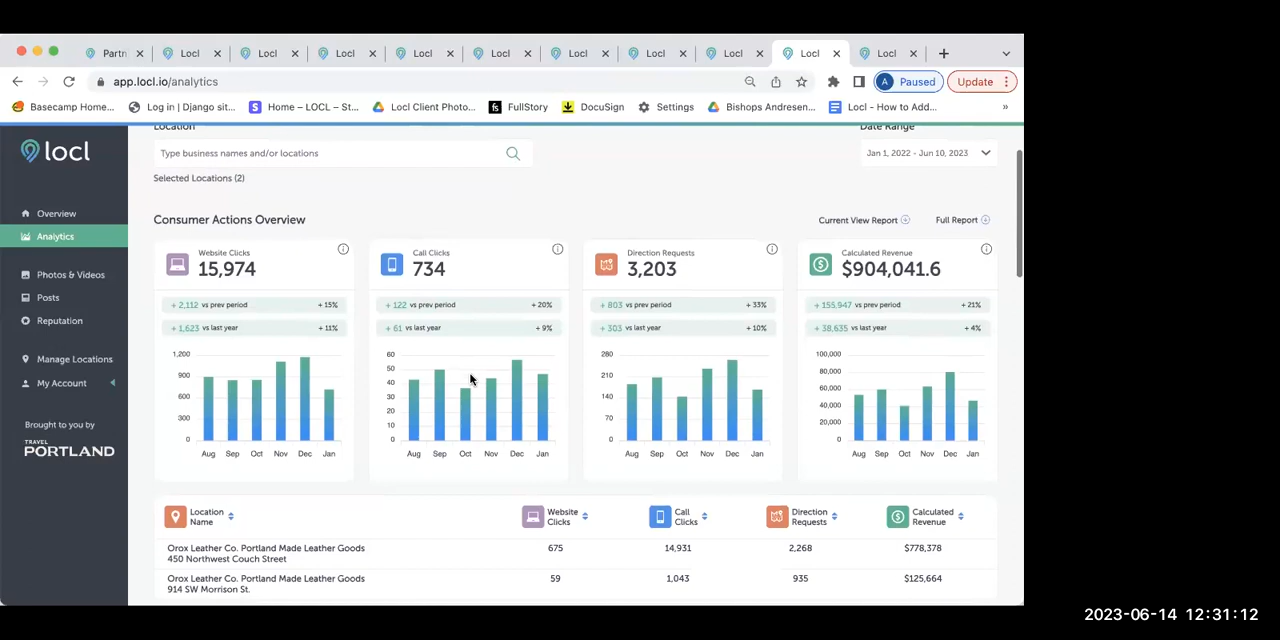 Partn Locl Locl Locl Locl Locl Locl Locl Locl Locl Locl
app.locl.io/analytics
A Paused Update
Basecamp Home... Log in | Django sit... Home – LOCL – St... Locl Client Photo... fs FullStory DocuSign Settings Bishops Andresen... Locl - How to Add... »
locl
Overview
Analytics
Photos & Videos
Posts
Reputation
Manage Locations
My Account
Brought to you by
TRAVEL
PORTLAND
Location Date Range
Type business names and/or locations Jan 1, 2022 - Jun 10, 2023
Selected Locations (2)
Consumer Actions Overview Current View Report Full Report
Website Clicks
15,974
+ 2,112 vs prev period + 15%
+ 1,623 vs last year + 11%
1,200
900
600
300
0
Aug Sep Oct Nov Dec Jan
Call Clicks
734
+ 122 vs prev period + 20%
+ 61 vs last year + 9%
60
50
40
30
20
10
0
Aug Sep Oct Nov Dec Jan
Direction Requests
3,203
+ 803 vs prev period + 33%
+ 303 vs last year + 10%
280
210
140
70
0
Aug Sep Oct Nov Dec Jan
Calculated Revenue
$904,041.6
+ 155,947 vs prev period + 21%
+ 38,635 vs last year + 4%
100,000
80,000
60,000
40,000
20,000
0
Aug Sep Oct Nov Dec Jan
Location Name Website Clicks Call Clicks Direction Requests Calculated Revenue
Orox Leather Co. Portland Made Leather Goods 675 14,931 2,268 $778,378
450 Northwest Couch Street
Orox Leather Co. Portland Made Leather Goods 59 1,043 935 $125,664
914 SW Morrison St.
2023-06-14 12:31:12